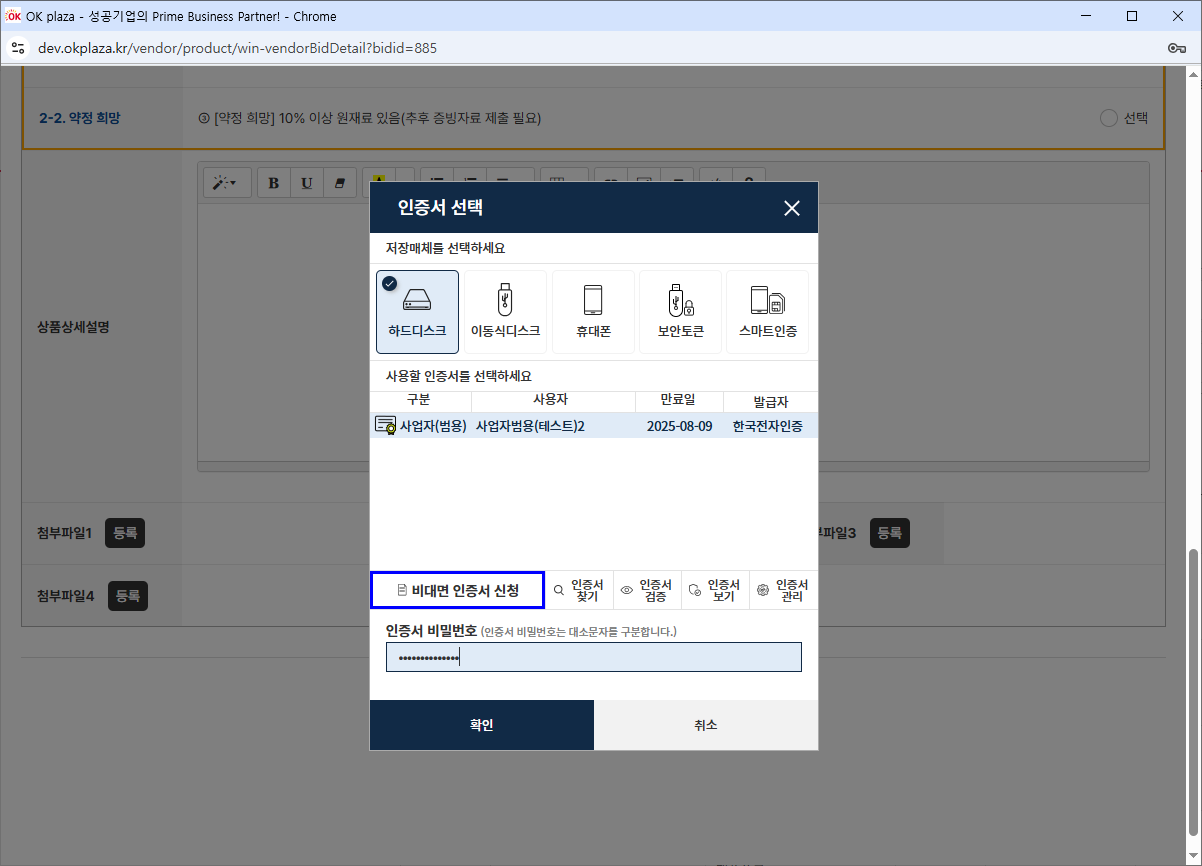 OK plaza - 성공기업의 Prime Business Partner! - Chrome
dev.okplaza.kr/vendor/product/win-vendorBidDetail?bidid=885
2-2. 약정 희망
③ [약정 희망] 10% 이상 원재료 있음(추후 증빙자료 제출 필요)
선택
B U
상품상세설명
인증서 선택
저장매체를 선택하세요
하드디스크 이동식디스크 휴대폰 보안토큰 스마트인증
사용할 인증서를 선택하세요
구분 사용자 만료일 발급자
사업자(범용) 사업자범용(테스트)2 2025-08-09 한국전자인증
첨부파일1 등록
파일3 등록
비대면 인증서 신청
인증서 찾기
인증서 검증
인증서 보기
인증서 관리
첨부파일4 등록
인증서 비밀번호 (인증서 비밀번호는 대소문자를 구분합니다.)
확인 취소